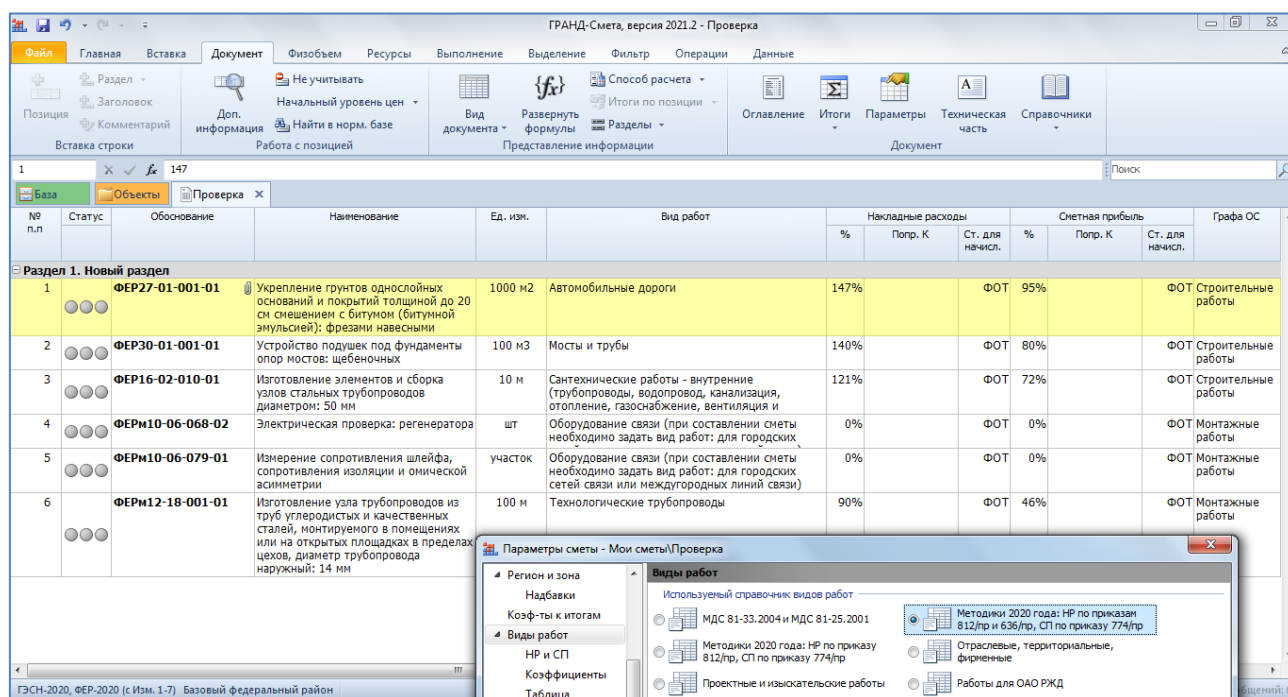 ГРАНД-Смета, версия 2021.2 - Проверка
Файл Главная Вставка Документ Физобъем Ресурсы Выполнение Выделение Фильтр Операции Данные
Позиция
Раздел
Заголовок
Комментарий
Вставка строки
Доп. информация
Не учитывать
Начальный уровень цен
Найти в норм. базе
Работа с позицией
Вид документа
Развернуть формулы
Способ расчета
Итоги по позиции
Разделы
Представление информации
Оглавление
Итоги
Параметры
Техническая часть
Справочники
Документ
1 fx 147 Поиск
База Объекты Проверка
№ п.п Статус Обоснование Наименование Ед. изм. Вид работ Накладные расходы Сметная прибыль Графа ОС
% Попр. К Ст. для начисл. % Попр. К Ст. для начисл.
Раздел 1. Новый раздел
1 ФЕР27-01-001-01 Укрепление грунтов однослойных 1000 м2 Автомобильные дороги 147% ФОТ 95% ФОТ Строительные
оснований и покрытий толщиной до 20 работы
см смешением с битумом (битумной
эмульсией): фрезами навесными
2 ФЕР30-01-001-01 Устройство подушек под фундаменты 100 м3 Мосты и трубы 140% ФОТ 80% ФОТ Строительные
опор мостов: щебеночных работы
3 ФЕР16-02-010-01 Изготовление элементов и сборка 10 м Сантехнические работы - внутренние 121% ФОТ 72% ФОТ Строительные
узлов стальных трубопроводов (трубопроводы, водопровод, канализация, работы
диаметром: 50 мм отопление, газоснабжение, вентиляция и
4 ФЕРм10-06-068-02 Электрическая проверка: регенератора шт Оборудование связи (при составлении сметы 0% ФОТ 0% ФОТ Монтажные
необходимо задать вид работ: для городских работы
5 ФЕРм10-06-079-01 Измерение сопротивления шлейфа, участок Оборудование связи (при составлении сметы 0% ФОТ 0% ФОТ Монтажные
сопротивления изоляции и омической необходимо задать вид работ: для городских работы
асимметрии сетей связи или междугородных линий связи)
6 ФЕРм12-18-001-01 Изготовление узла трубопроводов из 100 м Технологические трубопроводы 90% ФОТ 46% ФОТ Монтажные
труб углеродистых и качественных работы
сталей, монтируемого в помещениях
или на открытых площадках в пределах
цехов, диаметр трубопровода
наружный: 14 мм
Параметры сметы - Мои сметы\Проверка
Регион и зона
Надбавки
Коэф-ты к итогам
Виды работ
НР и СП
Коэффициенты
Таблица
Виды работ
Используемый справочник видов работ
МДС 81-33.2004 и МДС 81-25.2001
Методики 2020 года: НР по приказам
812/пр и 636/пр, СП по приказу 774/пр
Методики 2020 года: НР по приказу
812/пр, СП по приказу 774/пр
Отраслевые, территориальные,
фирменные
Проектные и изыскательские работы
Работы для ОАО РЖД
ГЭСН-2020, ФЕР-2020 (с Изм. 1-7) Базовый федеральный район